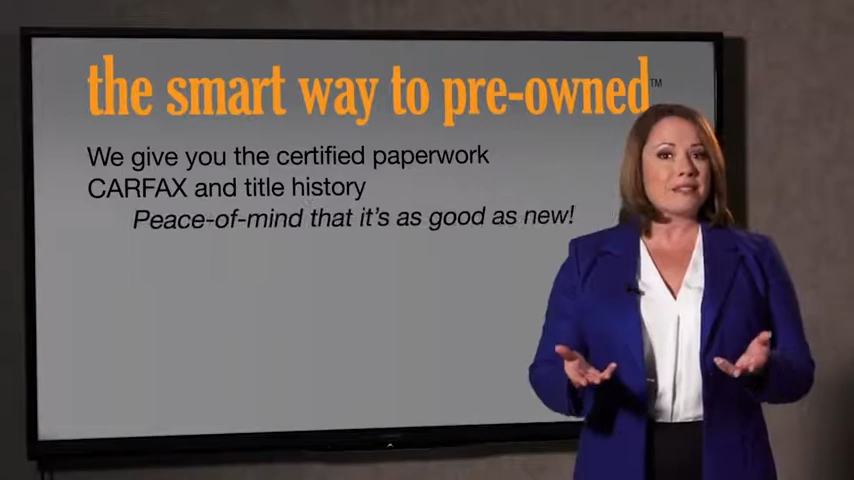 the smart way to pre-owned™
We give you the certified paperwork
CARFAX and title history
Peace-of-mind that it's as good as new!